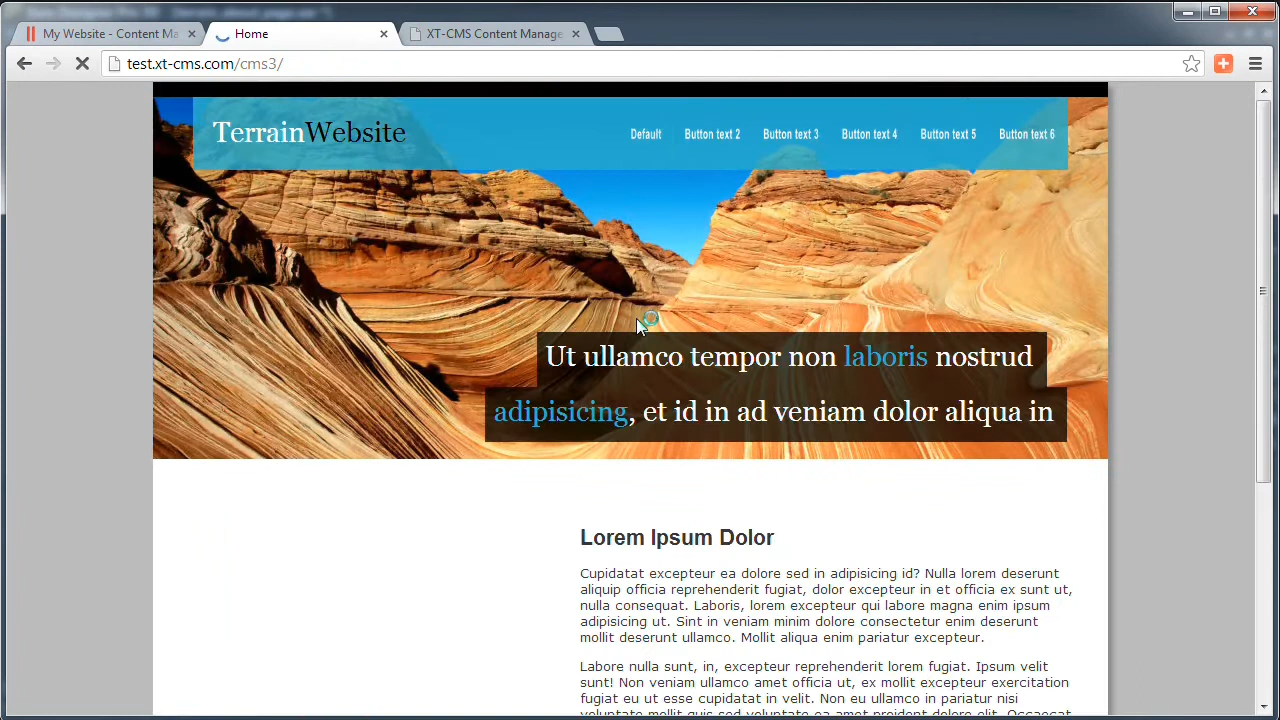 My Website - Content Ma
Home
XT-CMS Content Manage
test.xt-cms.com/cms3/
TerrainWebsite
Default Button text 2 Button text 3 Button text 4 Button text 5 Button text 6
Ut ullamco tempor non laboris nostrud
adipisicing, et id in ad veniam dolor aliqua in
Lorem Ipsum Dolor
Cupidatat excepteur ea dolore sed in adipisicing id? Nulla lorem deserunt
aliquip officia reprehenderit fugiat, dolor excepteur in et officia ex sunt ut,
nulla consequat. Laboris, lorem excepteur qui labore magna enim ipsum
adipisicing ut. Sint in veniam minim dolore consectetur enim deserunt
mollit deserunt ullamco. Mollit aliqua enim pariatur excepteur.
Labore nulla sunt, in, excepteur reprehenderit lorem fugiat. Ipsum velit
sunt! Non veniam ullamco amet officia ut, ex mollit excepteur exercitation
fugiat eu ut esse cupidatat in velit. Non eu ullamco in pariatur nisi
voluptate mollit quis sed voluptate ea amet proident dolore elit. Occaecat